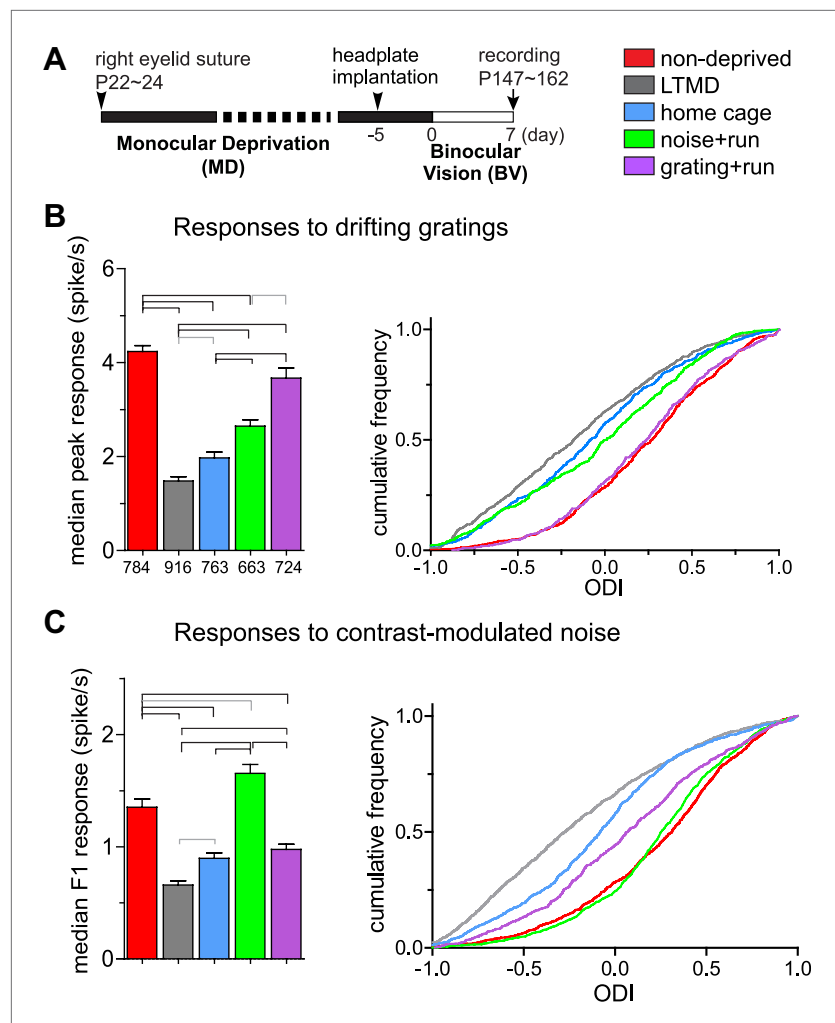 A
right eyelid suture
P22~24
headplate
implantation
recording
P147~162
-5
0
7 (day)
Monocular Deprivation
(MD)
Binocular
Vision (BV)
non-deprived
LTMD
home cage
noise+run
grating+run
B
Responses to drifting gratings
median peak response (spike/s)
6
4
2
0
784 916 763 663 724
cumulative frequency
1.0
0.5
0.0
-1.0 -0.5 0.0 0.5 1.0
ODI
C
Responses to contrast-modulated noise
median F1 response (spike/s)
2
1
0
cumulative frequency
1.0
0.5
0.0
-1.0 -0.5 0.0 0.5 1.0
ODI